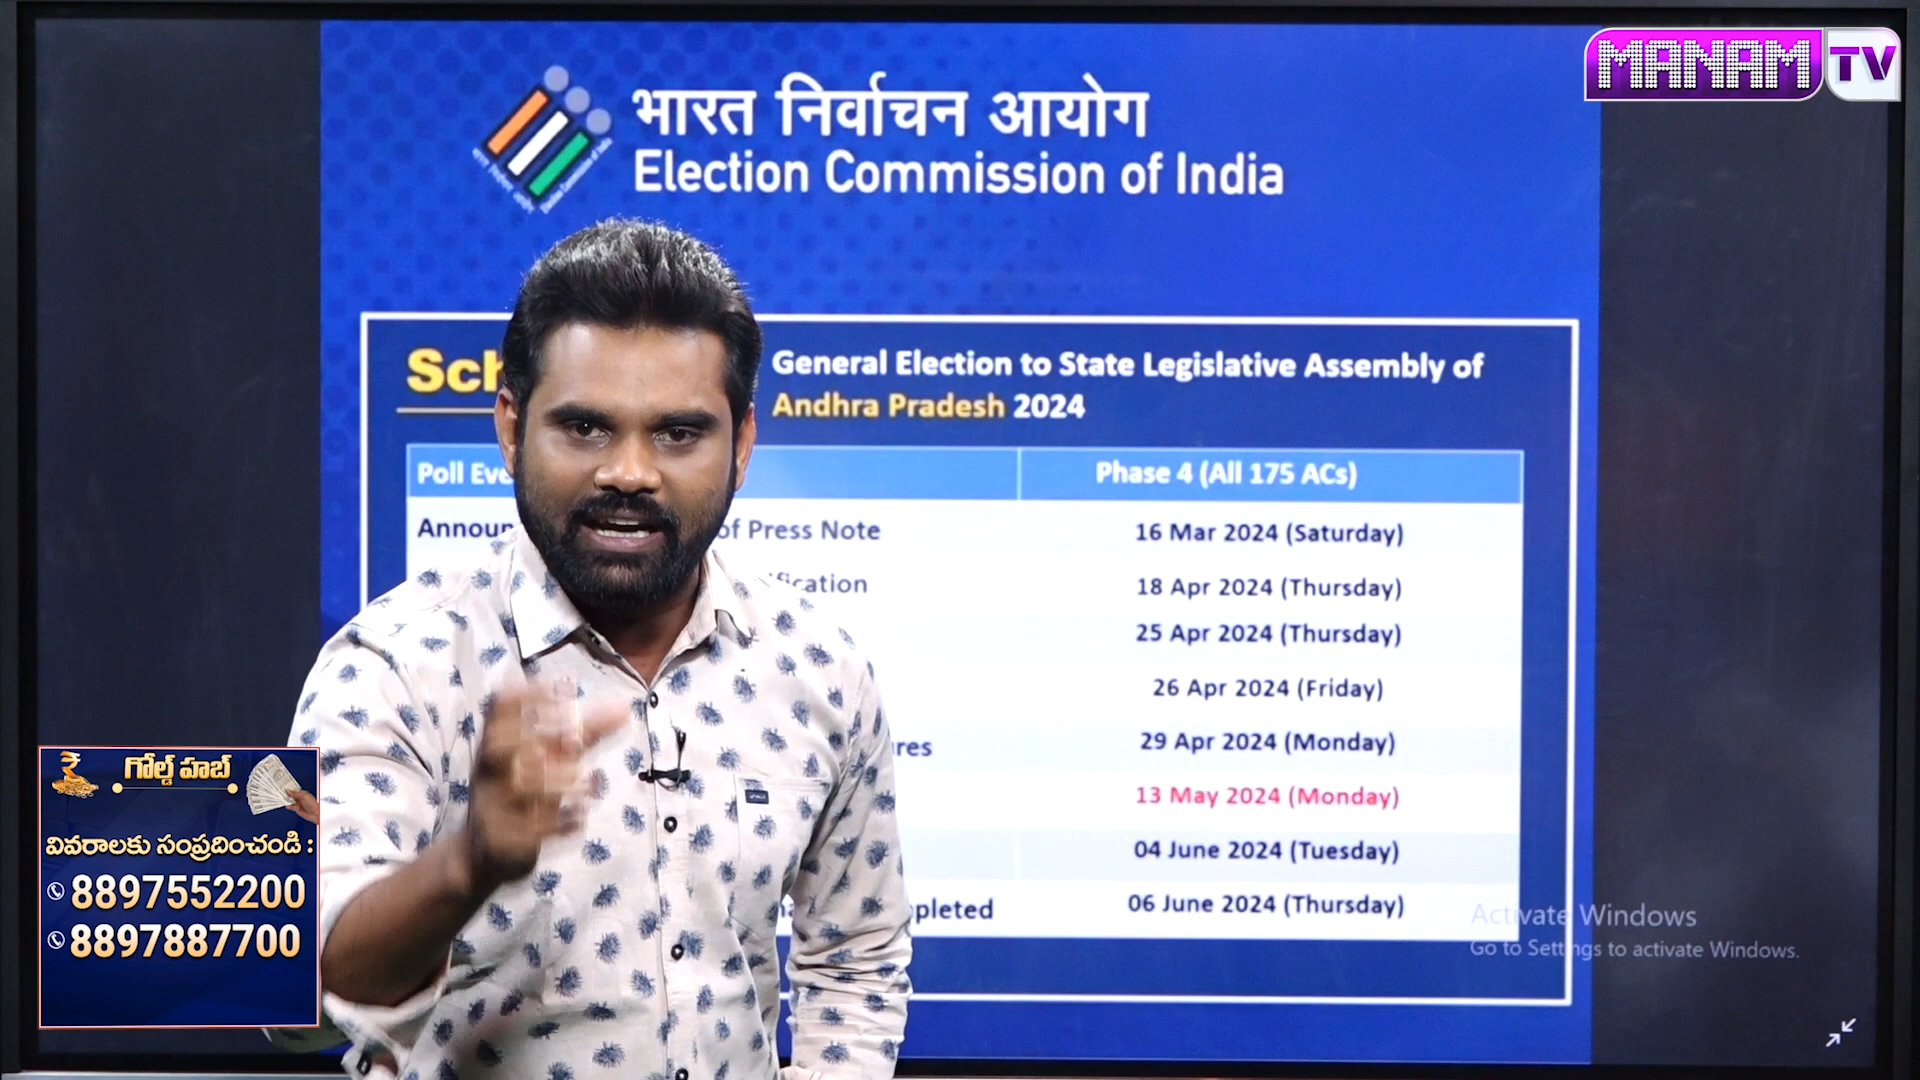 MANAM TV
भारत निर्वाचन आयोग
Election Commission of India
Sch
General Election to State Legislative Assembly of
Andhra Pradesh 2024
Poll Eve
Phase 4 (All 175 ACs)
Announ of Press Note
16 Mar 2024 (Saturday)
ification
18 Apr 2024 (Thursday)
25 Apr 2024 (Thursday)
26 Apr 2024 (Friday)
res
29 Apr 2024 (Monday)
13 May 2024 (Monday)
04 June 2024 (Tuesday)
pleted
06 June 2024 (Thursday)
Activate Windows
Go to Settings to activate Windows.
గోల్డ్ హబ్
వివరాలకు సంప్రదించండి :
8897552200
8897887700